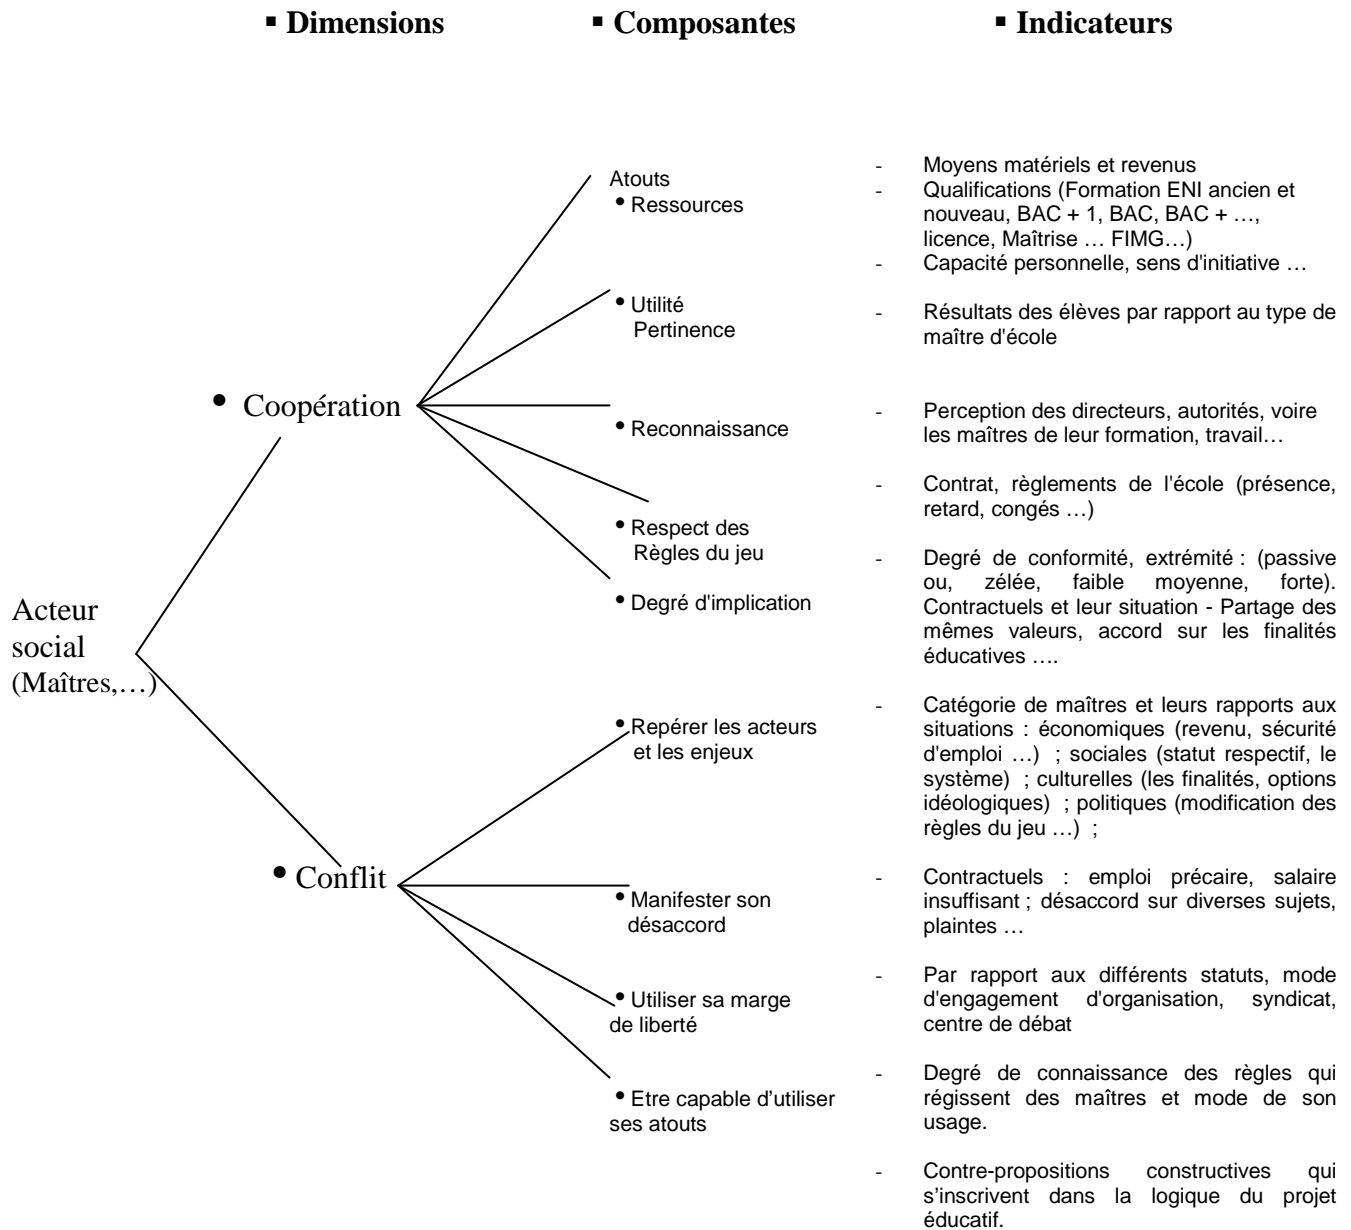 ▪ Dimensions
▪ Composantes
▪ Indicateurs
Acteur
social
(Maîtres,…)
• Coopération
• Conflit
Atouts
• Ressources
• Utilité
Pertinence
• Reconnaissance
• Respect des
Règles du jeu
• Degré d'implication
• Repérer les acteurs
et les enjeux
• Manifester son
désaccord
• Utiliser sa marge
de liberté
• Etre capable d’utiliser
ses atouts
- Moyens matériels et revenus
- Qualifications (Formation ENI ancien et
nouveau, BAC + 1, BAC, BAC + …,
licence, Maîtrise … FIMG…)
- Capacité personnelle, sens d'initiative …
- Résultats des élèves par rapport au type de
maître d'école
- Perception des directeurs, autorités, voire
les maîtres de leur formation, travail…
- Contrat, règlements de l'école (présence,
retard, congés …)
- Degré de conformité, extrémité : (passive
ou, zélée, faible moyenne, forte).
Contractuels et leur situation - Partage des
mêmes valeurs, accord sur les finalités
éducatives ….
- Catégorie de maîtres et leurs rapports aux
situations : économiques (revenu, sécurité
d'emploi …) ; sociales (statut respectif, le
système) ; culturelles (les finalités, options
idéologiques) ; politiques (modification des
règles du jeu …) ;
- Contractuels : emploi précaire, salaire
insuffisant ; désaccord sur diverses sujets,
plaintes …
- Par rapport aux différents statuts, mode
d'engagement d'organisation, syndicat,
centre de débat
- Degré de connaissance des règles qui
régissent des maîtres et mode de son
usage.
- Contre-propositions constructives qui
s’inscrivent dans la logique du projet
éducatif.